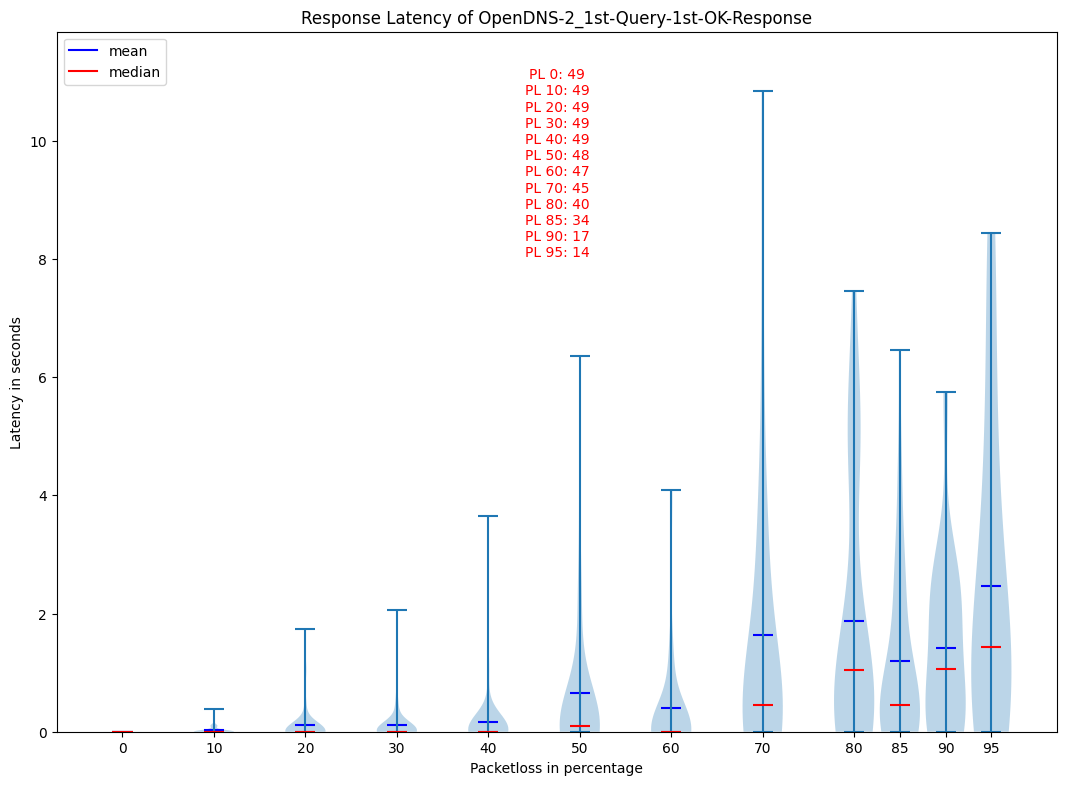 Response Latency of OpenDNS-2_1st-Query-1st-OK-Response
mean
median
PL 0: 49
PL 10: 49
PL 20: 49
PL 30: 49
PL 40: 49
PL 50: 48
PL 60: 47
PL 70: 45
PL 80: 40
PL 85: 34
PL 90: 17
PL 95: 14
Latency in seconds
10
8
6
4
2
0
0 10 20 30 40 50 60 70 80 85 90 95
Packetloss in percentage